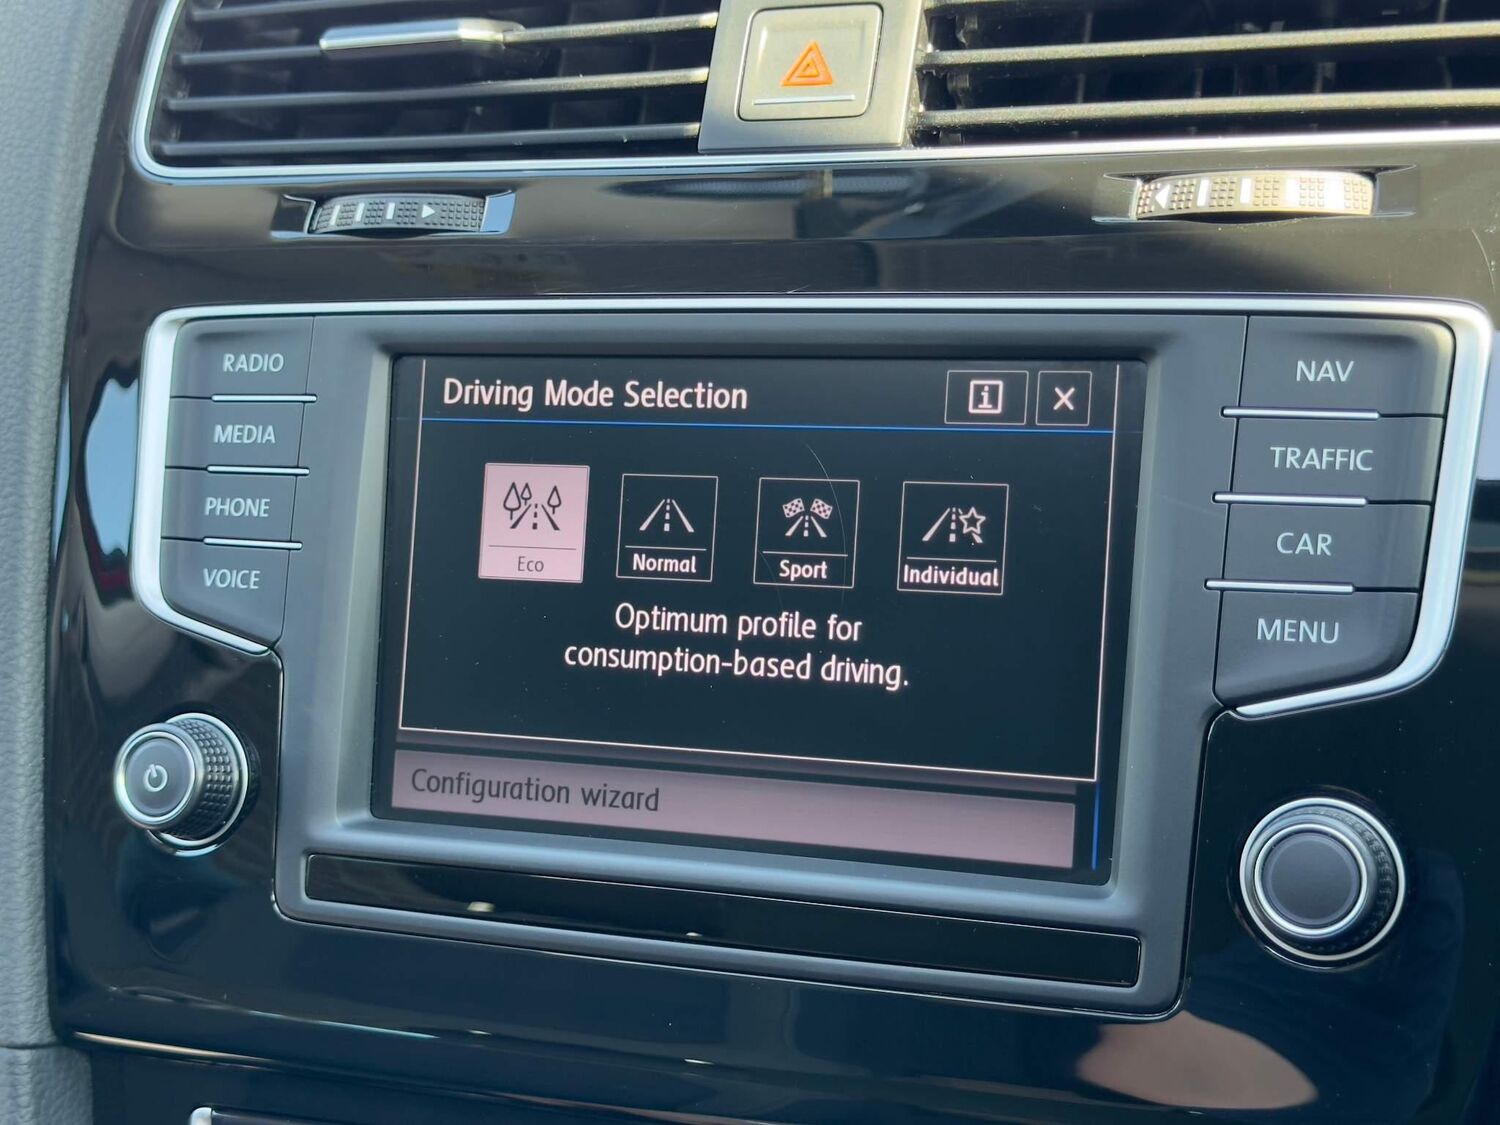 RADIO
MEDIA
PHONE
VOICE
Driving Mode Selection
i X
Eco
Normal
Sport
Individual
Optimum profile for
consumption-based driving.
Configuration wizard
NAV
TRAFFIC
CAR
MENU